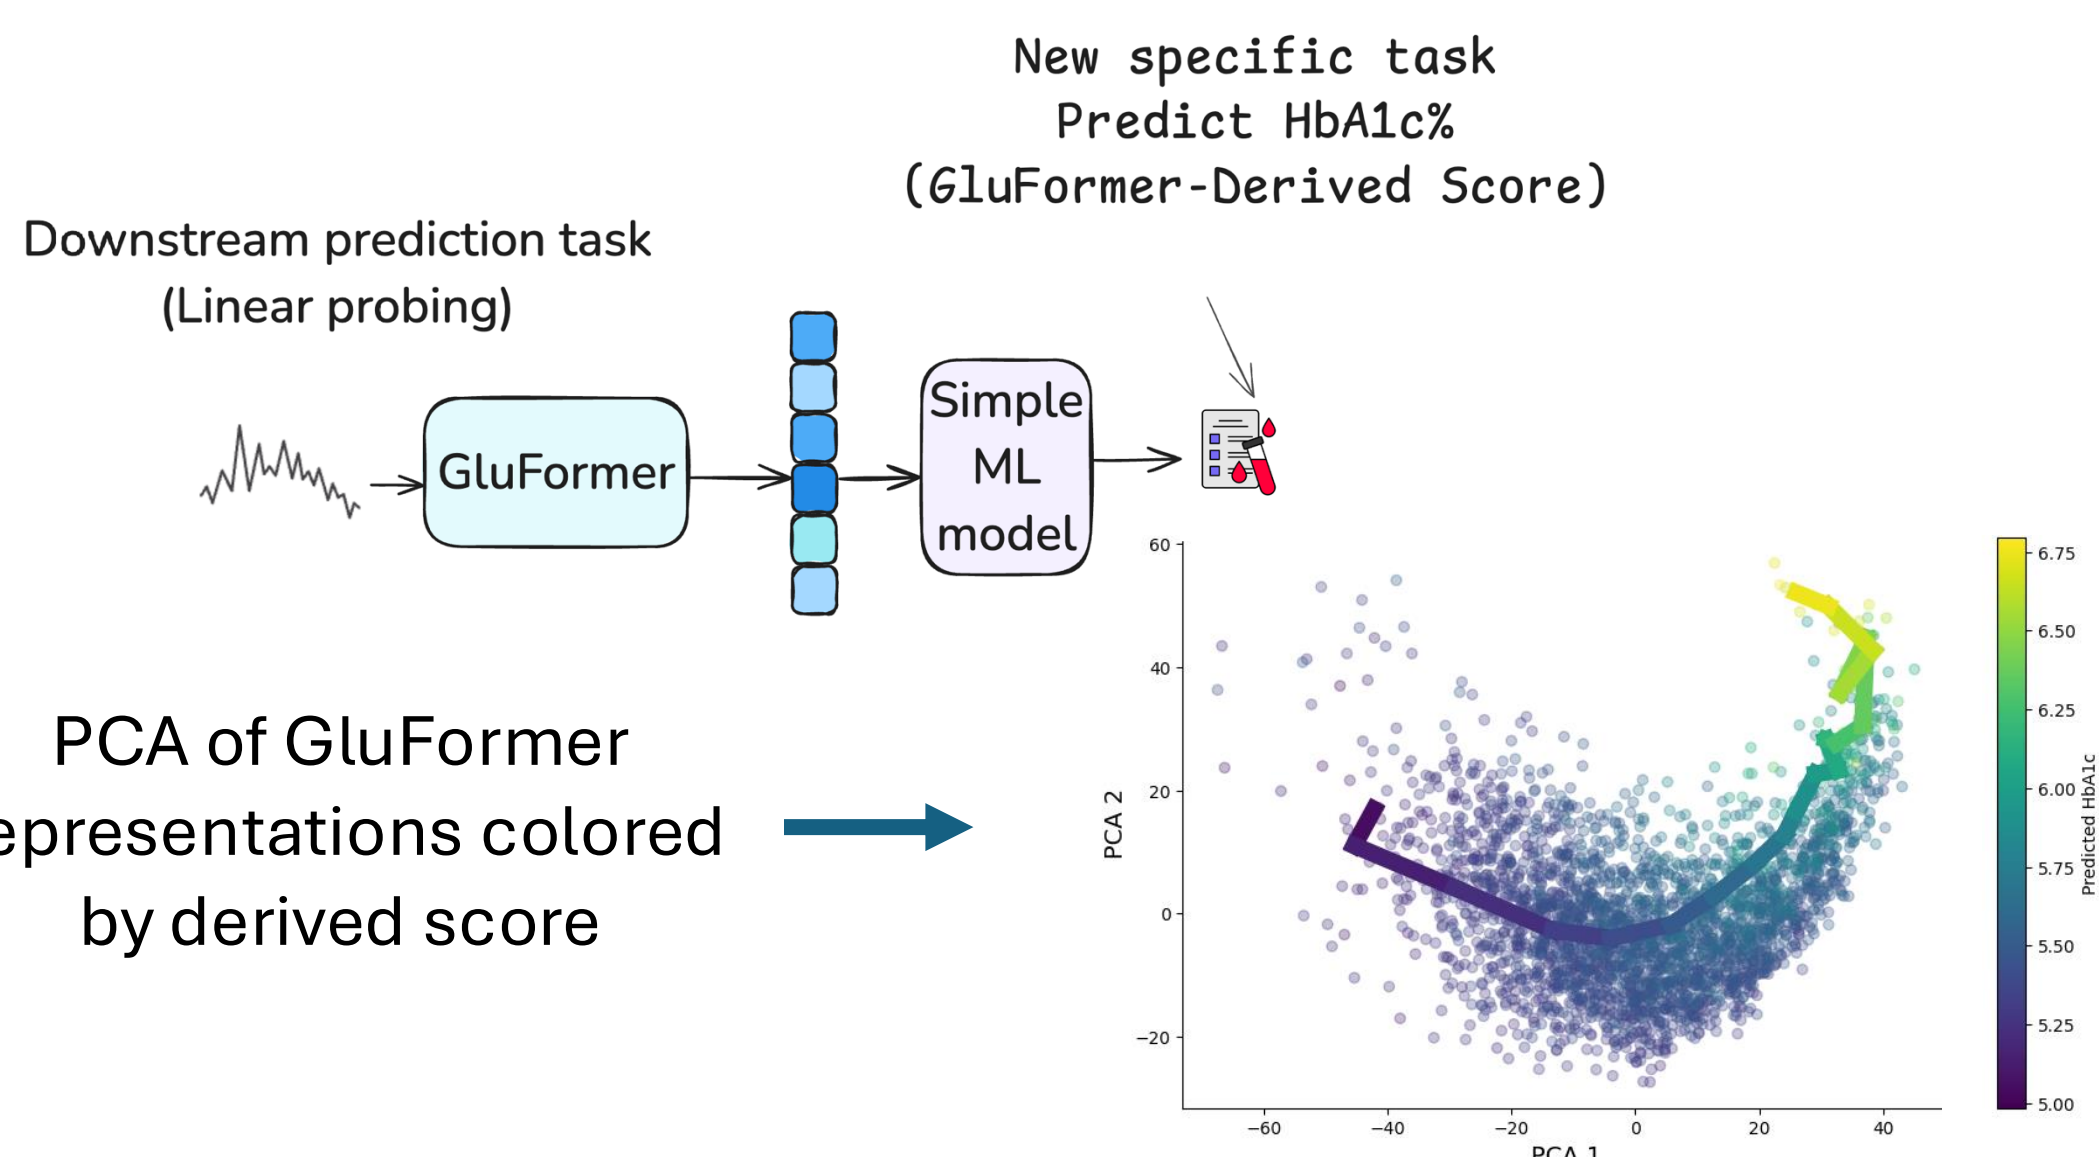 New specific task
Predict HbA1c%
(GluFormer-Derived Score)
Downstream prediction task
(Linear probing)
GluFormer
Simple
ML
model
PCA of GluFormer
epresentations colored
by derived score
60
40
20
0
−20
PCA 2
−60
−40
−20
0
20
40
PCA 1
6.75
6.50
6.25
6.00
5.75
5.50
5.25
5.00
Predicted HbA1c